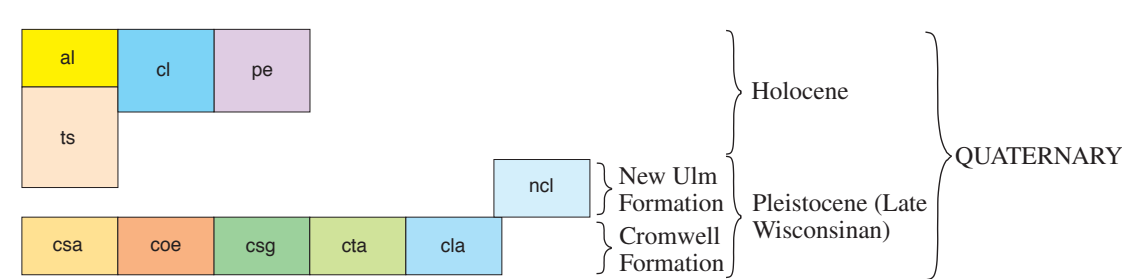 al
cl
pe
Holocene
ts
QUATERNARY
ncl
New Ulm
Formation
Pleistocene (Late
Wisconsinan)
csa
coe
csg
cta
cla
Cromwell
Formation